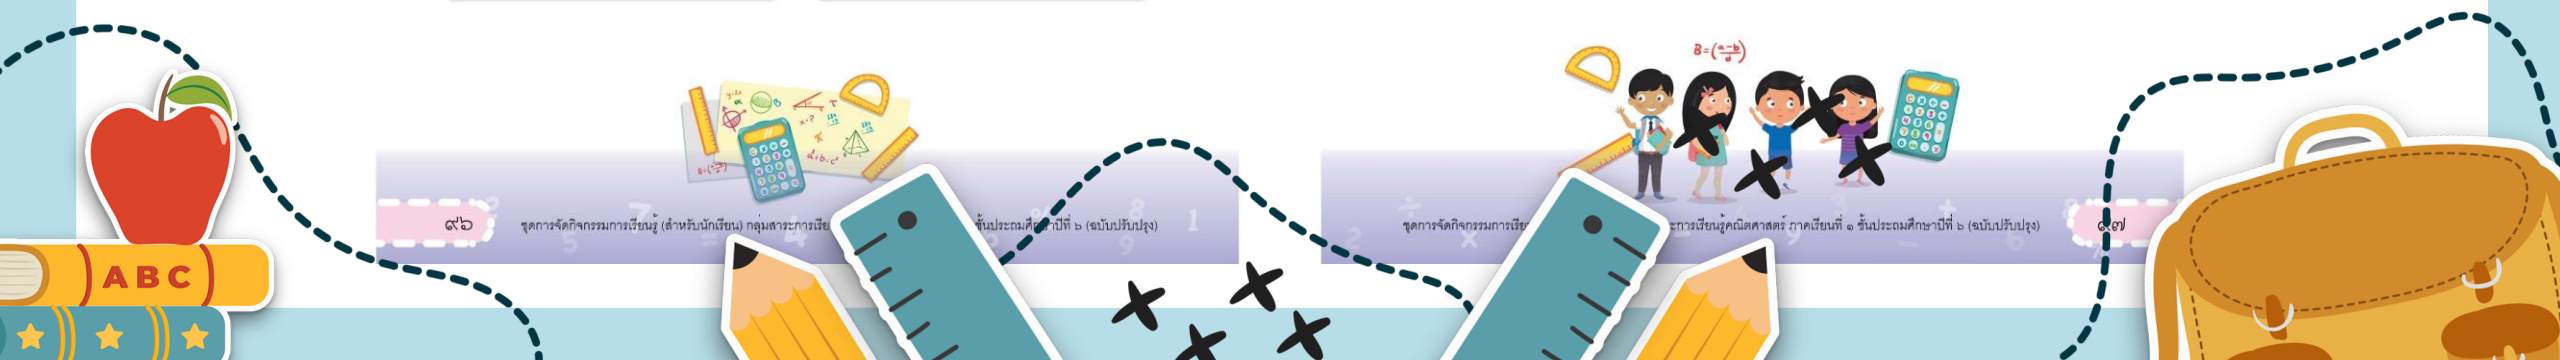 B=(a-b/d)
y=2x
x=?
a²+b=c²
๙๖
ชุดการจัดกิจกรรมการเรียนรู้ (สำหรับนักเรียน) กลุ่มสาระการเรีย
ชั้นประถมศึกษาปีที่ ๖ (ฉบับปรับปรุง)
ชุดการจัดกิจกรรมการเรีย
ะการเรียนรู้คณิตศาสตร์ ภาคเรียนที่ ๑ ชั้นประถมศึกษาปีที่ ๖ (ฉบับปรับปรุง)
๙๗
ABC